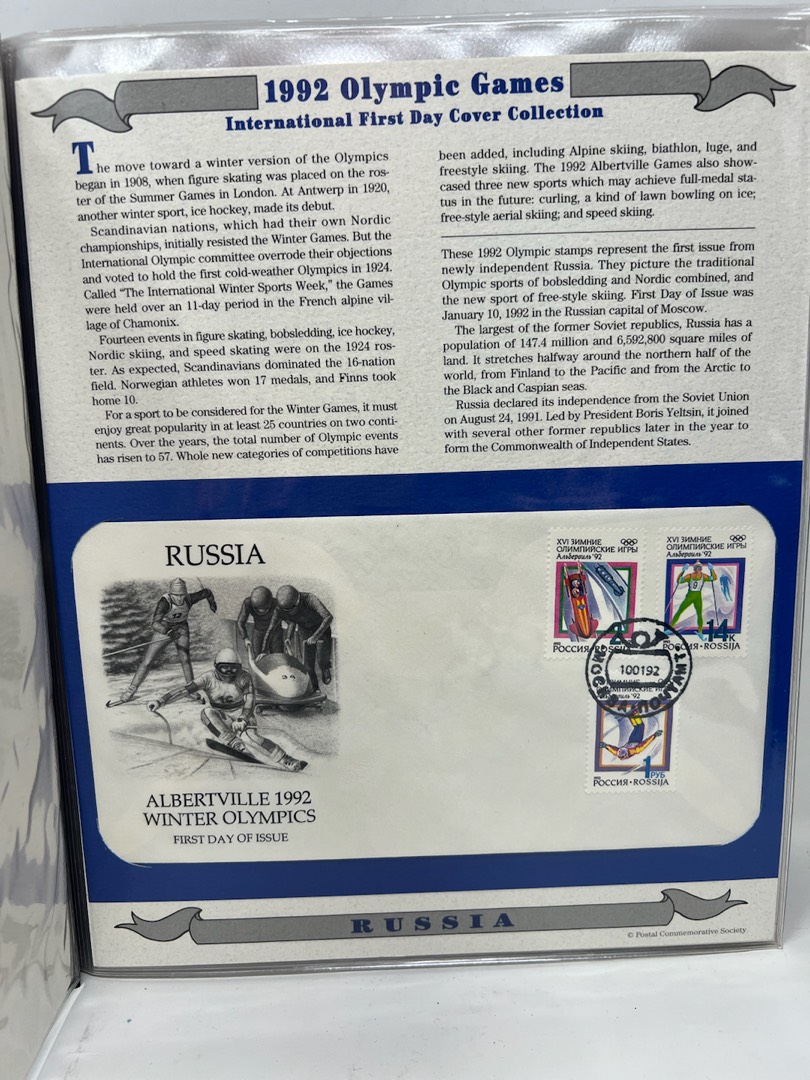 1992 Olympic Games
International First Day Cover Collection
The move toward a winter version of the Olympics
began in 1908, when figure skating was placed on the ros-
ter of the Summer Games in London. At Antwerp in 1920,
another winter sport, ice hockey, made its debut.
Scandinavian nations, which had their own Nordic
championships, initially resisted the Winter Games. But the
International Olympic committee overrode their objections
and voted to hold the first cold-weather Olympics in 1924.
Called "The International Winter Sports Week," the Games
were held over an 11-day period in the French alpine vil-
lage of Chamonix.
Fourteen events in figure skating, bobsledding, ice hockey,
Nordic skiing, and speed skating were on the 1924 ros-
ter. As expected, Scandinavians dominated the 16-nation
field. Norwegian athletes won 17 medals, and Finns took
home 10.
For a sport to be considered for the Winter Games, it must
enjoy great popularity in at least 25 countries on two conti-
nents. Over the years, the total number of Olympic events
has risen to 57. Whole new categories of competitions have
been added, including Alpine skiing, biathlon, luge, and
freestyle skiing. The 1992 Albertville Games also show-
cased three new sports which may achieve full-medal sta-
tus in the future: curling, a kind of lawn bowling on ice;
free-style aerial skiing; and speed skiing.
These 1992 Olympic stamps represent the first issue from
newly independent Russia. They picture the traditional
Olympic sports of bobsledding and Nordic combined, and
the new sport of free-style skiing. First Day of Issue was
January 10, 1992 in the Russian capital of Moscow.
The largest of the former Soviet republics, Russia has a
population of 147.4 million and 6,592,800 square miles of
land. It stretches halfway around the northern half of the
world, from Finland to the Pacific and from the Arctic to
the Black and Caspian seas.
Russia declared its independence from the Soviet Union
on August 24, 1991. Led by President Boris Yeltsin, it joined
with several other former republics later in the year to
form the Commonwealth of Independent States.
RUSSIA
ALBERTVILLE 1992
WINTER OLYMPICS
FIRST DAY OF ISSUE
XVI ЗИМНИЕ
ОЛИМПИЙСКИЕ ИГРЫ
Альбервиль '92
РОССИЯ • ROSSIJA
XVI ЗИМНИЕ
ОЛИМПИЙСКИЕ ИГРЫ
Альбервиль '92
14 К
РОССИЯ • ROSSIJA
100192
МОСКВА ПОЧТАМТ
ЗИМНИЕ
ОЛИМПИЙСКИЕ
'92
1 РУБ
РОССИЯ • ROSSIJA
RUSSIA
© Postal Commemorative Society